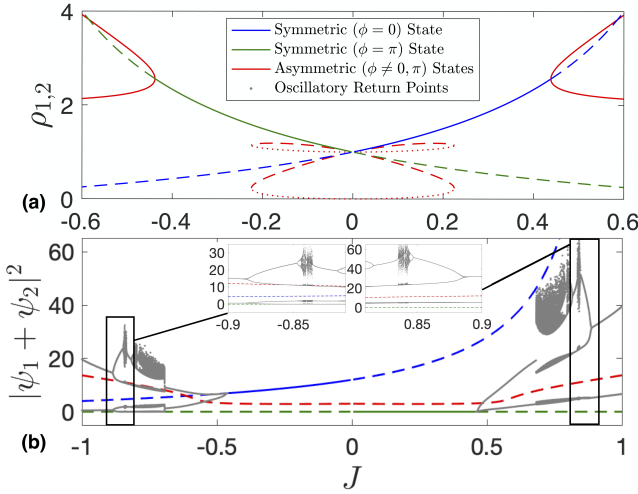 (a)
4
2
0
ρ1,2
Symmetric (ϕ = 0) State
Symmetric (ϕ = π) State
Asymmetric (ϕ ≠ 0, π) States
Oscillatory Return Points
-0.6 -0.4 -0.2 0 0.2 0.4 0.6
(b)
60
40
20
0
|ψ1 + ψ2|²
30
20
10
0
-0.9 -0.85
60
40
20
0
0.85 0.9
-1 -0.5 0 0.5 1
J